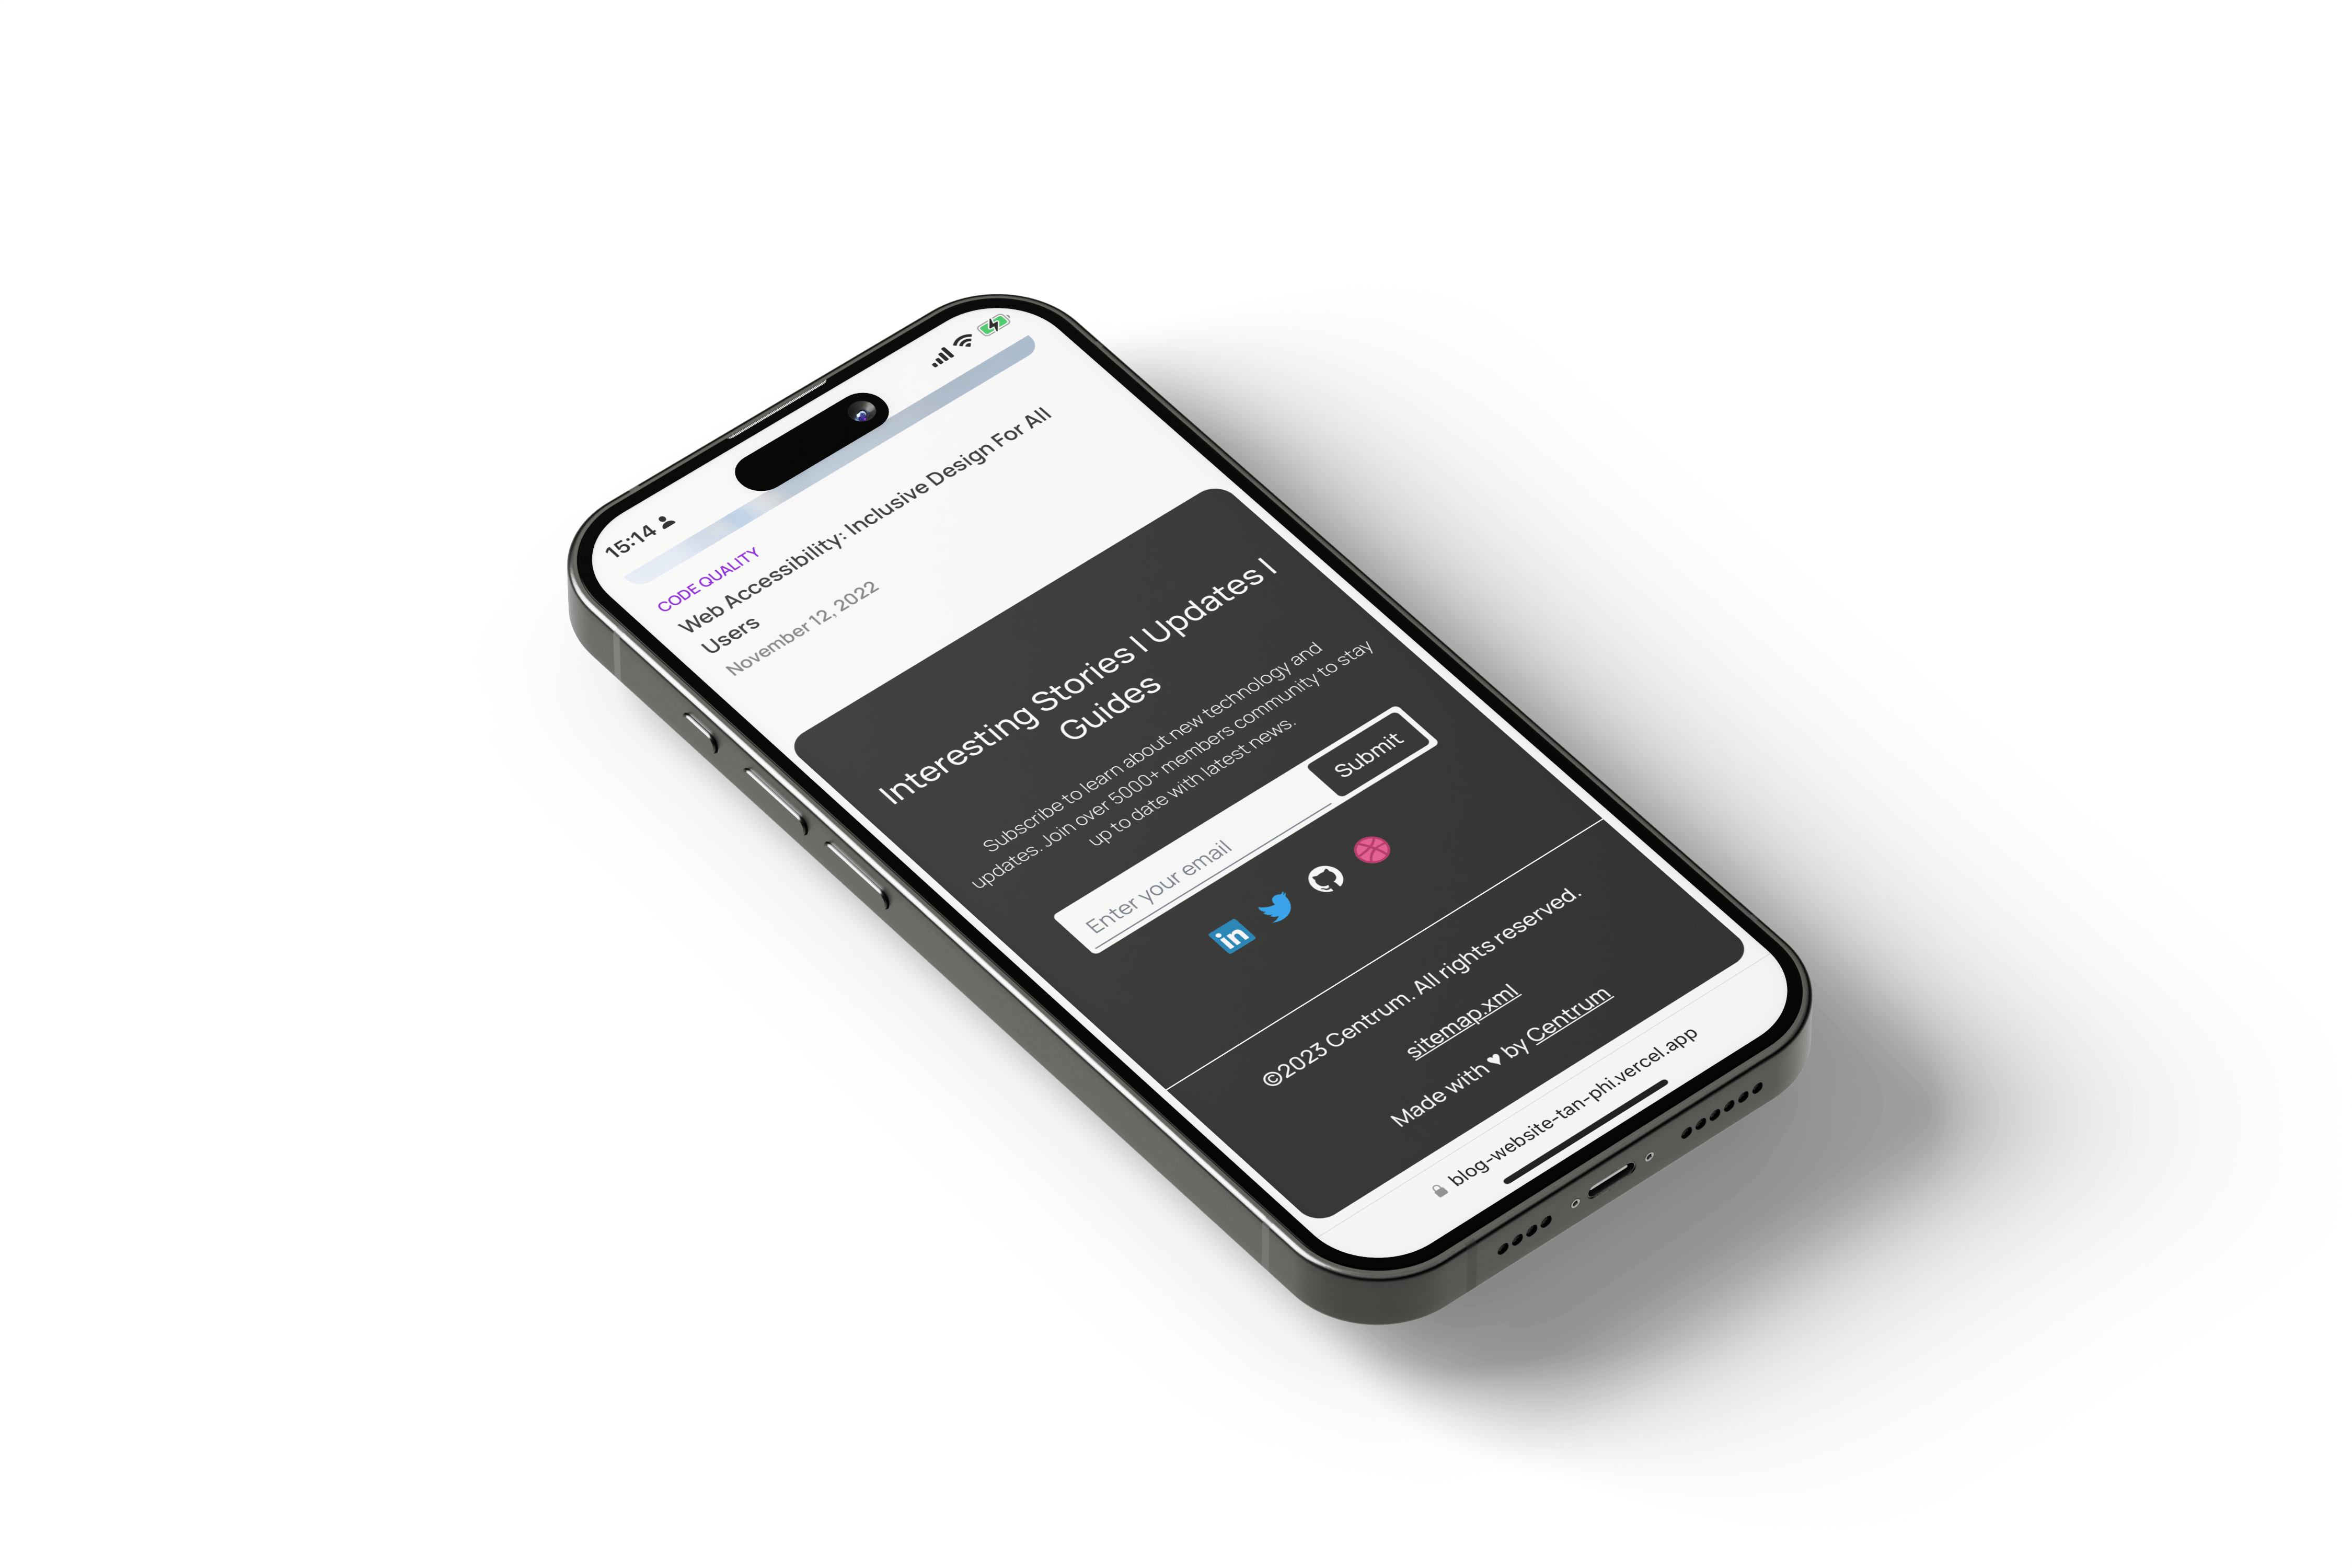 15:14
CODE QUALITY
Web Accessibility: Inclusive Design For All
Users
November 12, 2022
Interesting Stories | Updates |
Guides
Subscribe to learn about new technology and
updates. Join over 5000+ members community to stay
up to date with latest news.
Enter your email
Submit
in
©2023 Centrum. All rights reserved.
sitemap.xml
Made with ♥ by Centrum
blog-website-tan-phi.vercel.app